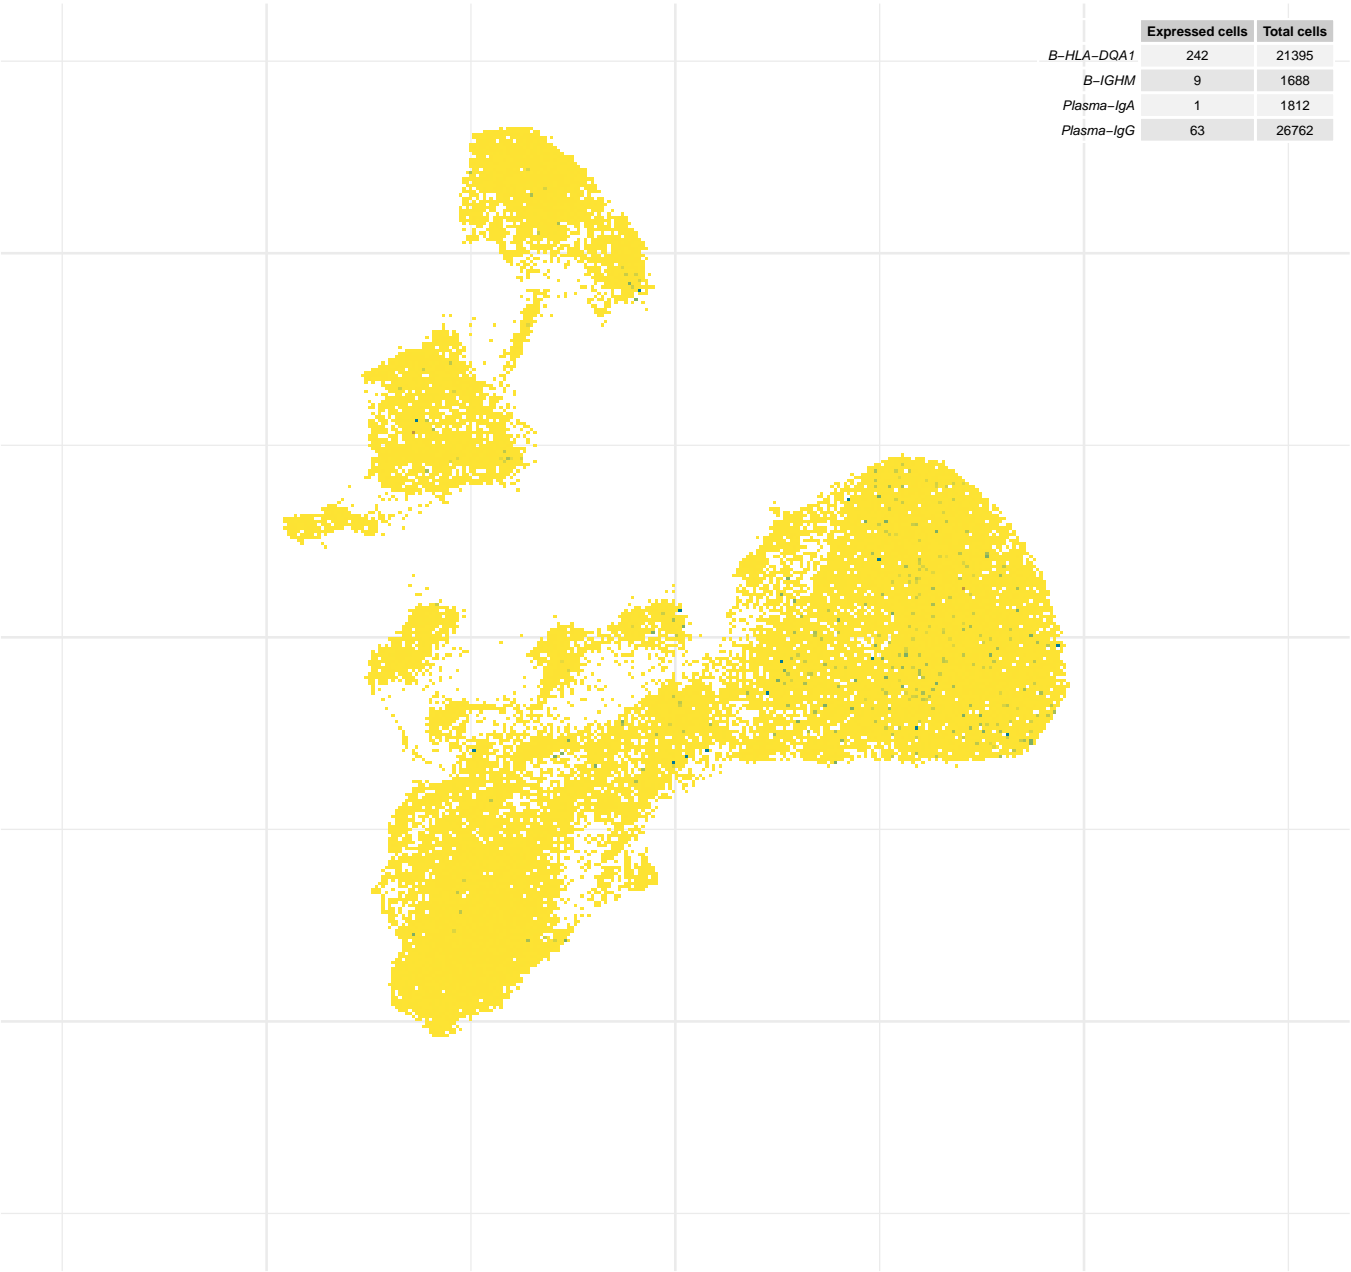 Expressed cells Total cells
B−HLA−DQA1 242 21395
B−IGHM 9 1688
Plasma−IgA 1 1812
Plasma−IgG 63 26762